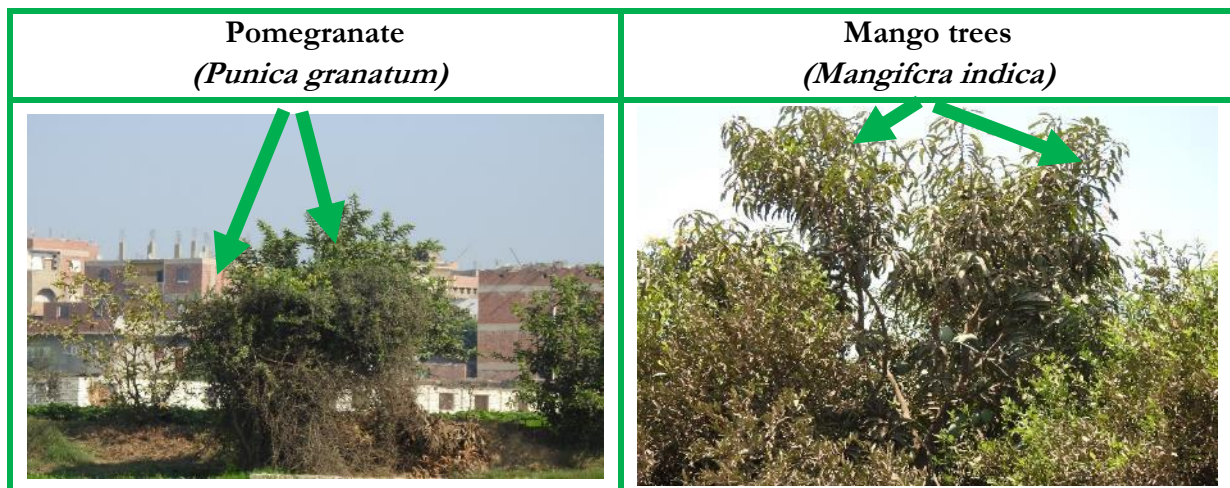 Pomegranate
(Punica granatum)
Mango trees
(Mangifcra indica)